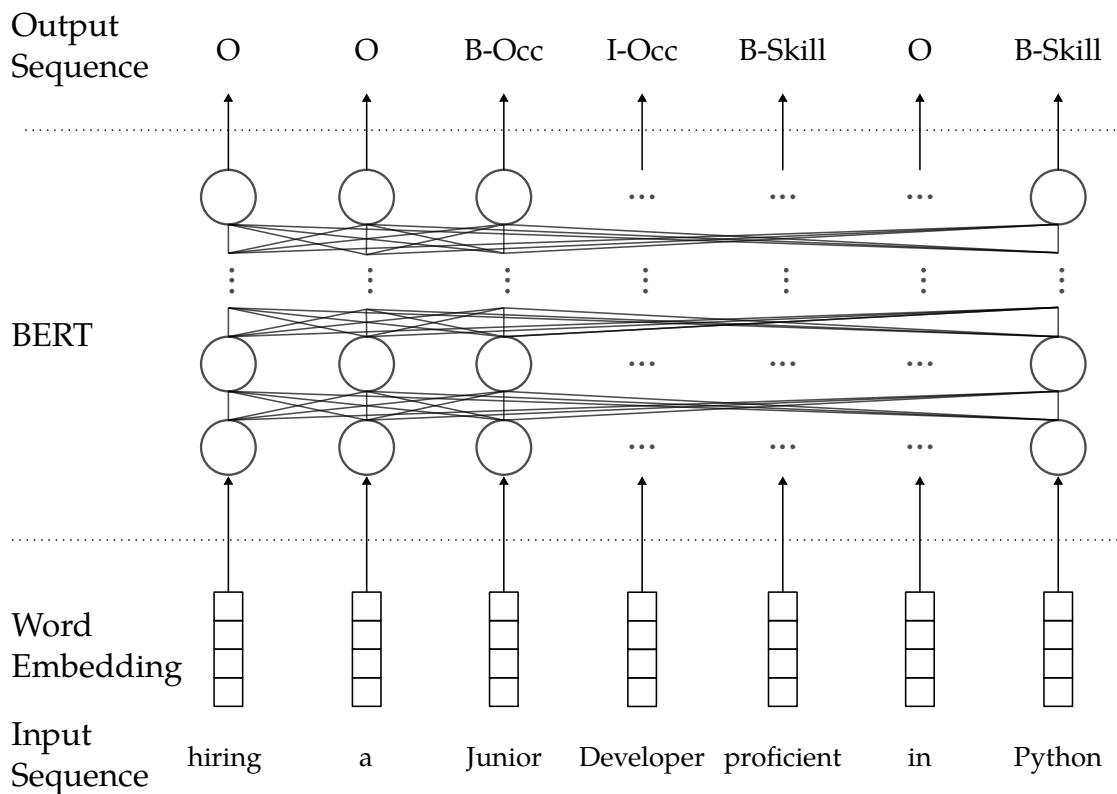 Output
Sequence
O O B-Occ I-Occ B-Skill O B-Skill
BERT
Word
Embedding
Input
Sequence
hiring a Junior Developer proficient in Python